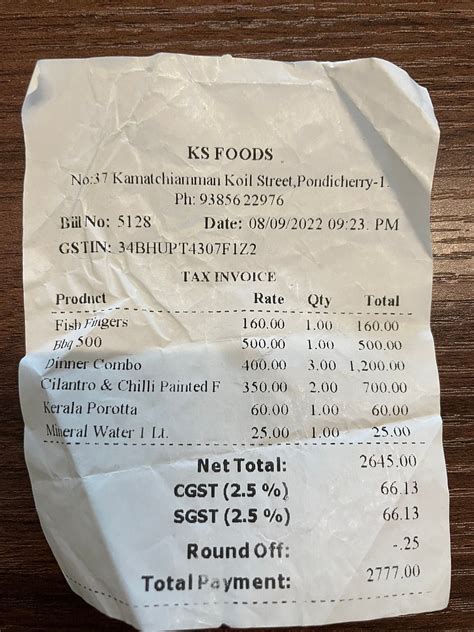 KS FOODS
No:37 Kamatchiamman Koil Street,Pondicherry-1.
Ph: 9385622976
Bill No: 5128 Date: 08/09/2022 09:23. PM
GSTIN: 34BHUPT4307F1Z2
TAX INVOICE
Product Rate Qty Total
Fish Fingers 160.00 1.00 160.00
Bbq 500 500.00 1.00 500.00
Dinner Combo 400.00 3.00 1,200.00
Cilantro & Chilli Painted F 350.00 2.00 700.00
Kerala Porotta 60.00 1.00 60.00
Mineral Water 1 Lt. 25.00 1.00 25.00
Net Total: 2645.00
CGST (2.5 %) 66.13
SGST (2.5 %) 66.13
Round Off: -.25
Total Payment: 2777.00